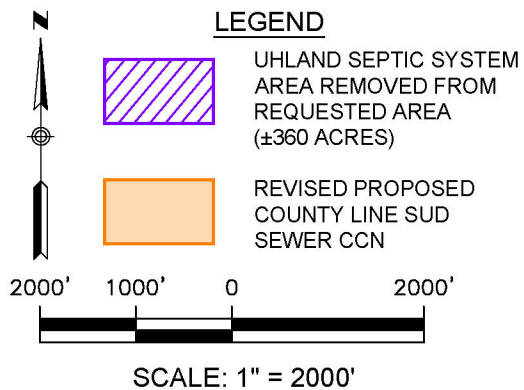 N
LEGEND
UHLAND SEPTIC SYSTEM
AREA REMOVED FROM
REQUESTED AREA
(±360 ACRES)
REVISED PROPOSED
COUNTY LINE SUD
SEWER CCN
2000' 1000' 0 2000'
SCALE: 1" = 2000'